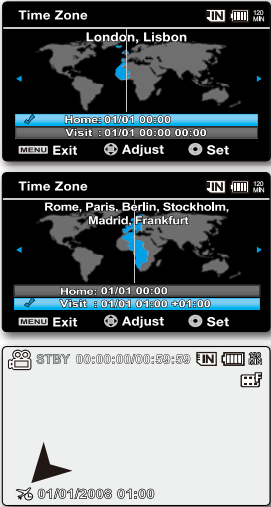 Time Zone IN 120 MIN
London, Lisbon
Home: 01/01 00:00
Visit : 01/01 00:00 00:00
MENU Exit Adjust Set
Time Zone IN 120 MIN
Rome, Paris, Berlin, Stockholm,
Madrid, Frankfurt
Home: 01/01 00:00
Visit : 01/01 01:00 +01:00
MENU Exit Adjust Set
STBY 00:00:00/00:59:59 IN 120 MIN
F
01/01/2008 01:00